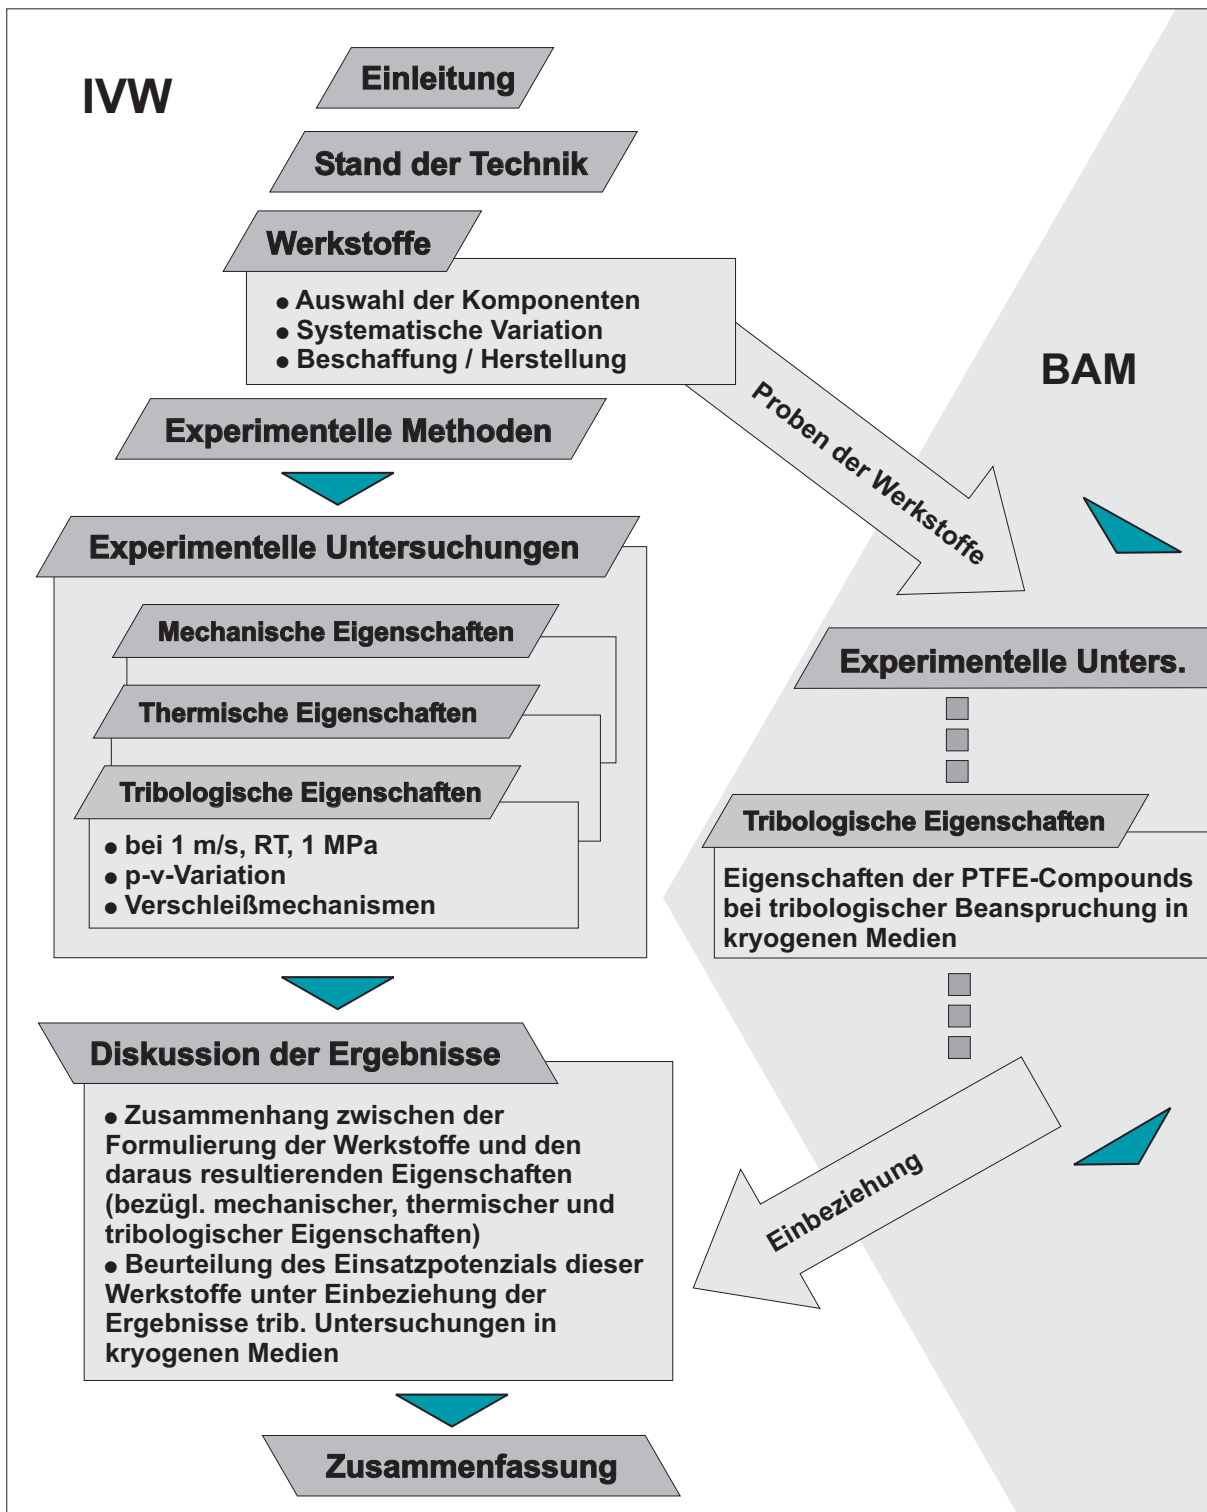 IVW
Einleitung
Stand der Technik
Werkstoffe
● Auswahl der Komponenten
● Systematische Variation
● Beschaffung / Herstellung
Proben der Werkstoffe
BAM
Experimentelle Methoden
Experimentelle Untersuchungen
Mechanische Eigenschaften
Thermische Eigenschaften
Tribologische Eigenschaften
● bei 1 m/s, RT, 1 MPa
● p-v-Variation
● Verschleißmechanismen
Experimentelle Unters.
Tribologische Eigenschaften
Eigenschaften der PTFE-Compounds
bei tribologischer Beanspruchung in
kryogenen Medien
Einbeziehung
Diskussion der Ergebnisse
● Zusammenhang zwischen der
Formulierung der Werkstoffe und den
daraus resultierenden Eigenschaften
(bezügl. mechanischer, thermischer und
tribologischer Eigenschaften)
● Beurteilung des Einsatzpotenzials dieser
Werkstoffe unter Einbeziehung der
Ergebnisse trib. Untersuchungen in
kryogenen Medien
Zusammenfassung